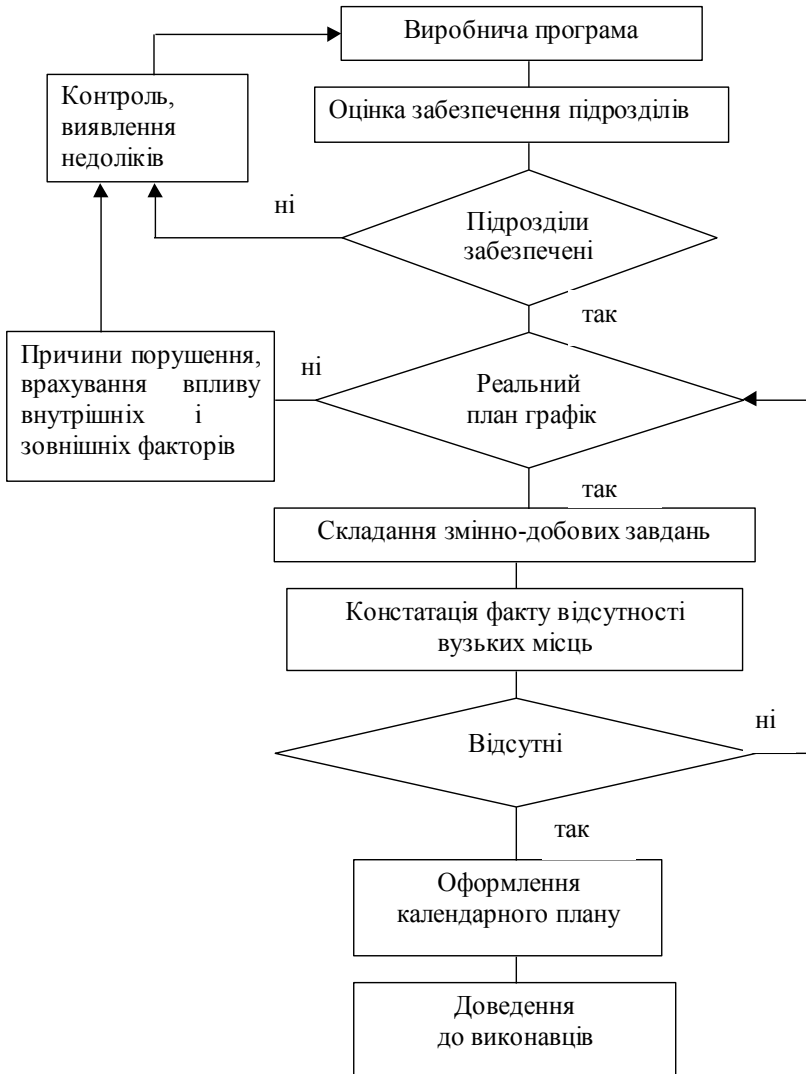 Виробнича програма
Контроль,
виявлення
недоліків
Оцінка забезпечення підрозділів
ні
Підрозділи
забезпечені
так
Причини порушення,
врахування впливу
внутрішніх і
зовнішніх факторів
ні
Реальний
план графік
так
Складання змінно-добових завдань
Констатація факту відсутності
вузьких місць
ні
Відсутні
так
Оформлення
календарного плану
Доведення
до виконавців